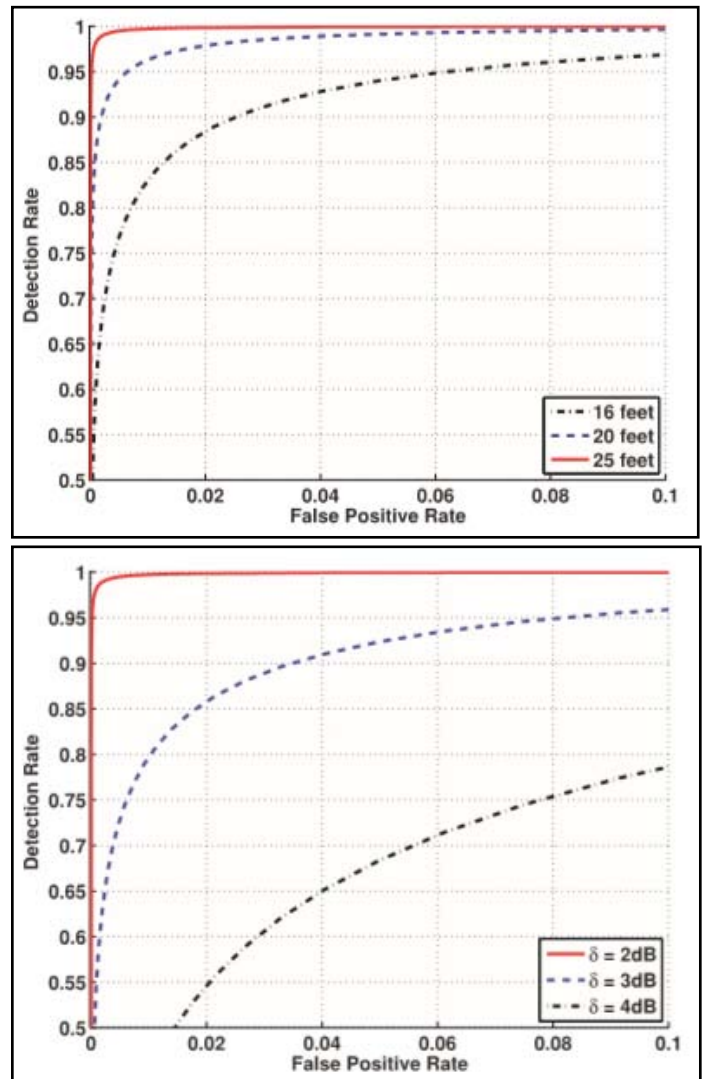 1
0.95
0.9
0.85
0.8
0.75
0.7
0.65
0.6
0.55
0.5
Detection Rate
16 feet
20 feet
25 feet
0 0.02 0.04 0.06 0.08 0.1
False Positive Rate
1
0.95
0.9
0.85
0.8
0.75
0.7
0.65
0.6
0.55
0.5
Detection Rate
δ = 2dB
δ = 3dB
δ = 4dB
0 0.02 0.04 0.06 0.08 0.1
False Positive Rate